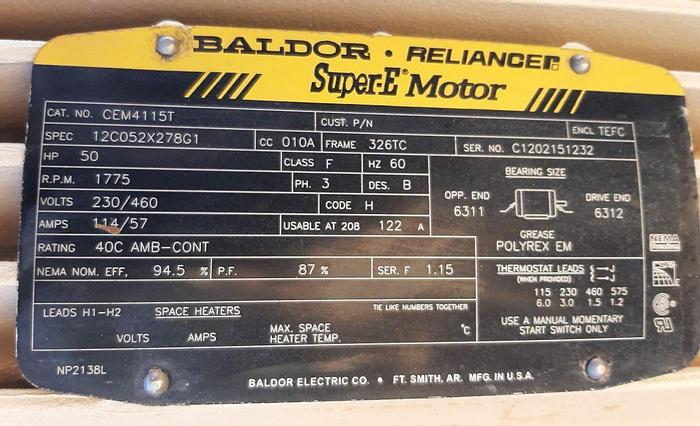 BALDOR • RELIANCER
Super-E® Motor
CAT. NO. CEM4115T CUST. P/N ENCL TEFC
SPEC 12C052X278G1 CC 010A FRAME 326TC SER. NO. C1202151232
HP 50 CLASS F HZ 60
R.P.M. 1775 PH. 3 DES. B
VOLTS 230/460 CODE H
AMPS 114/57 USABLE AT 208 122 A
RATING 40C AMB-CONT
NEMA NOM. EFF, 94.5 % P.F. 87 % SER. F 1.15
BEARING SIZE
OPP. END DRIVE END
6311 6312
GREASE
POLYREX EM
THERMOSTAT LEADS
(WHEN PROVIDED)
115 230 460 575
6.0 3.0 1.5 1.2
USE A MANUAL MOMENTARY
START SWITCH ONLY
LEADS H1-H2 SPACE HEATERS TIE LIKE NUMBERS TOGETHER
VOLTS AMPS MAX. SPACE HEATER TEMP. °C
NEMA
Premium
NP2138L
BALDOR ELECTRIC CO. • FT. SMITH, AR. MFG. IN U.S.A.